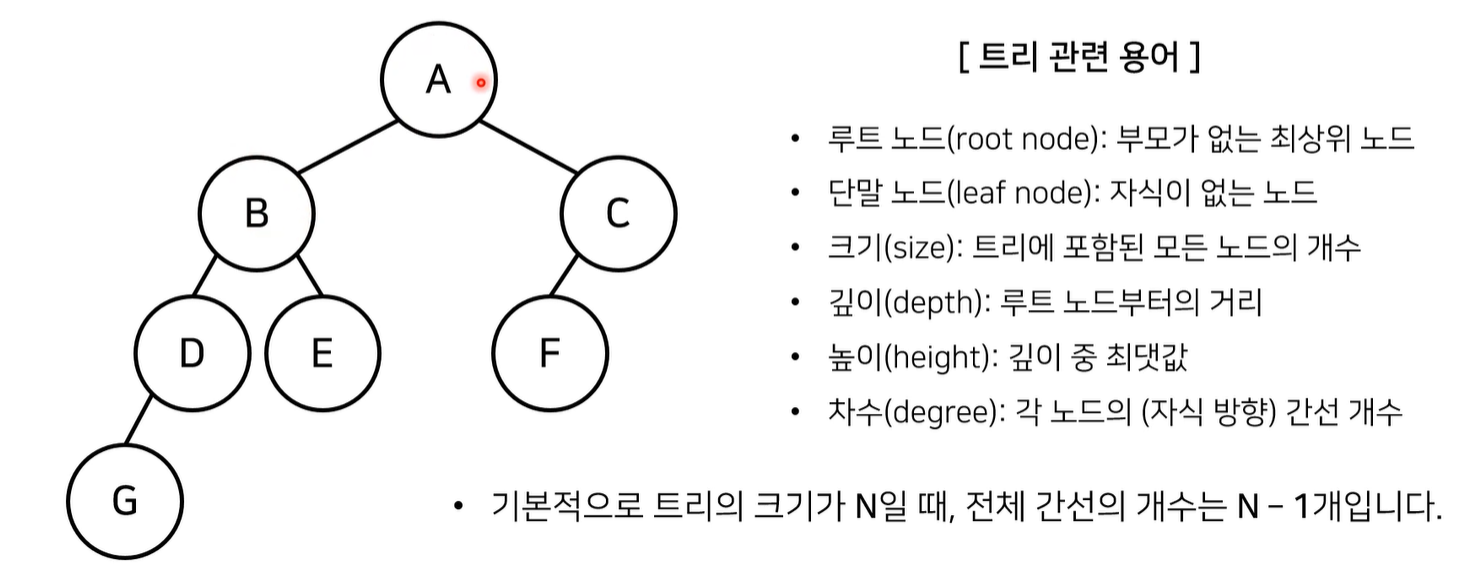 A
B
C
D
E
F
G
[ 트리 관련 용어 ]
• 루트 노드(root node): 부모가 없는 최상위 노드
• 단말 노드(leaf node): 자식이 없는 노드
• 크기(size): 트리에 포함된 모든 노드의 개수
• 깊이(depth): 루트 노드부터의 거리
• 높이(height): 깊이 중 최댓값
• 차수(degree): 각 노드의 (자식 방향) 간선 개수
• 기본적으로 트리의 크기가 N일 때, 전체 간선의 개수는 N – 1개입니다.